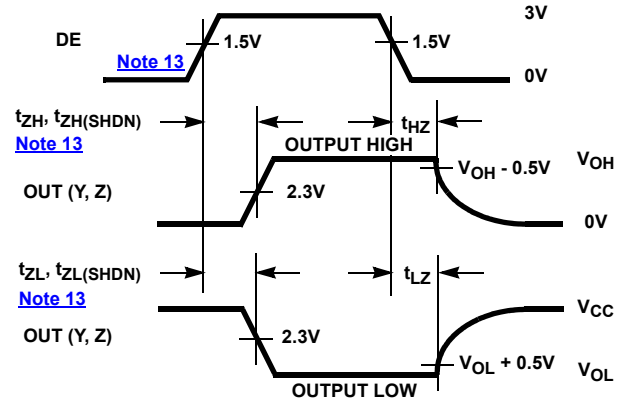 3V
DE
1.5V
1.5V
Note 13
0V
tZH, tZH(SHDN)
Note 13
tHZ
OUTPUT HIGH
VOH - 0.5V
VOH
OUT (Y, Z)
2.3V
0V
tZL, tZL(SHDN)
Note 13
tLZ
VCC
OUT (Y, Z)
2.3V
VOL + 0.5V
VOL
OUTPUT LOW